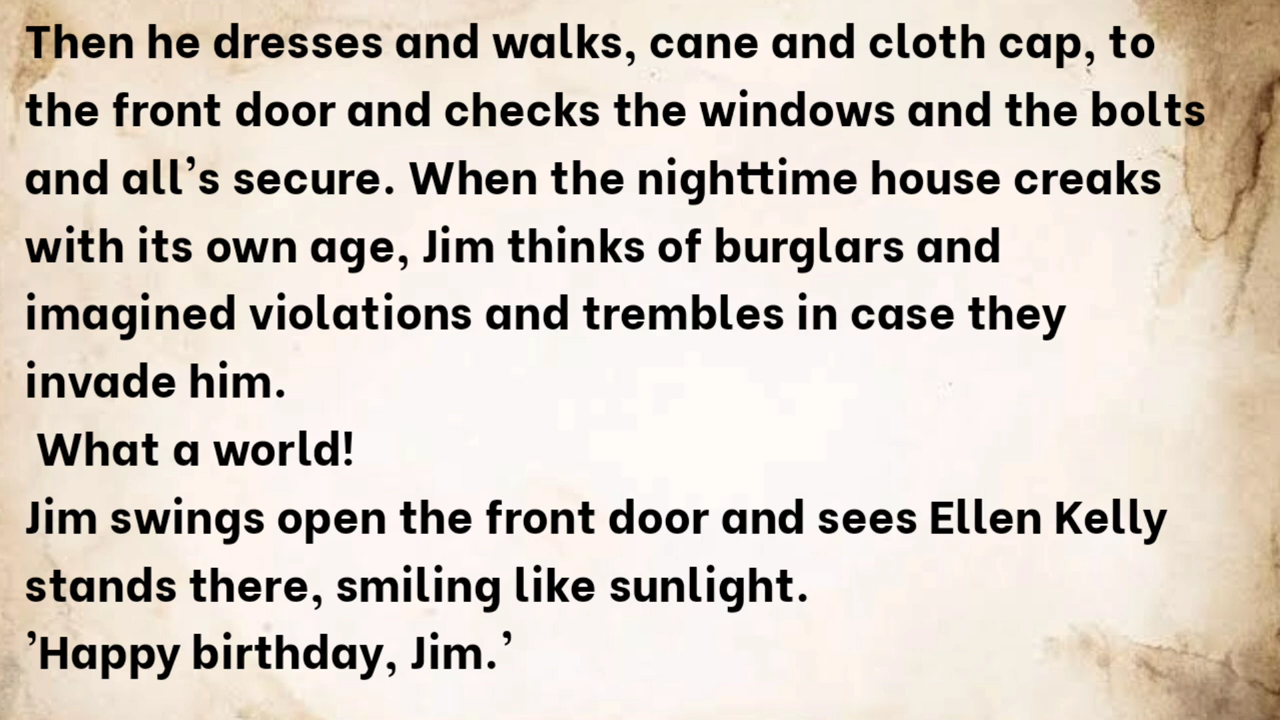 Then he dresses and walks, cane and cloth cap, to
the front door and checks the windows and the bolts
and all’s secure. When the nighttime house creaks
with its own age, Jim thinks of burglars and
imagined violations and trembles in case they
invade him.
What a world!
Jim swings open the front door and sees Ellen Kelly
stands there, smiling like sunlight.
’Happy birthday, Jim.’